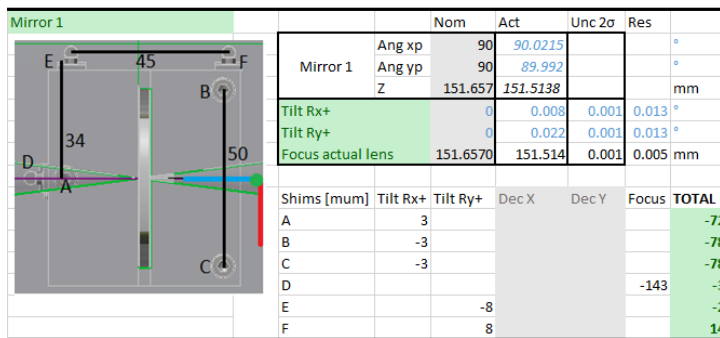 Mirror 1
Nom Act Unc 2σ Res
Ang xp 90 90.0215 °
Mirror 1 Ang yp 90 89.992 °
Z 151.657 151.5138 mm
Tilt Rx+ 0 0.008 0.001 0.013 °
Tilt Ry+ 0 0.022 0.001 0.013 °
Focus actual lens 151.6570 151.514 0.001 0.005 mm
E 45 F
B
34
D 50
A
C
Shims [mum] Tilt Rx+ Tilt Ry+ Dec X Dec Y Focus TOTAL
A 3
B -3
C -3
D -143
E -8
F 8